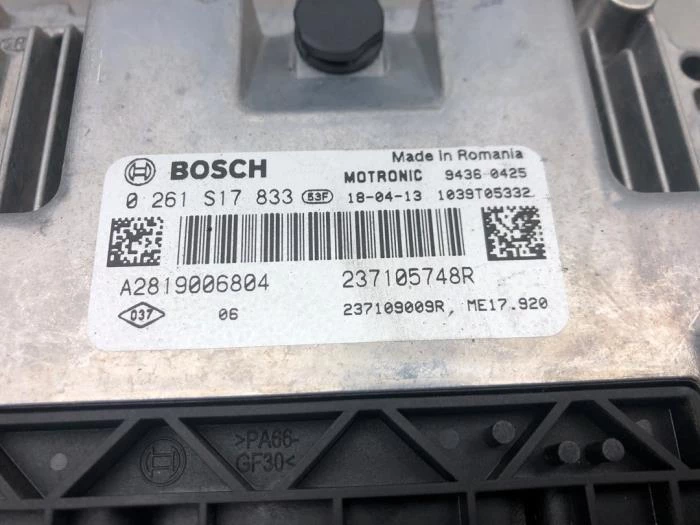 BOSCH
Made in Romania
MOTRONIC 9436 0425
0 261 S17 833 53F 18-04-13 1039T05332
A2819006804 237105748R
037 06 237109009R, ME17.920
>PA66-
GF30<